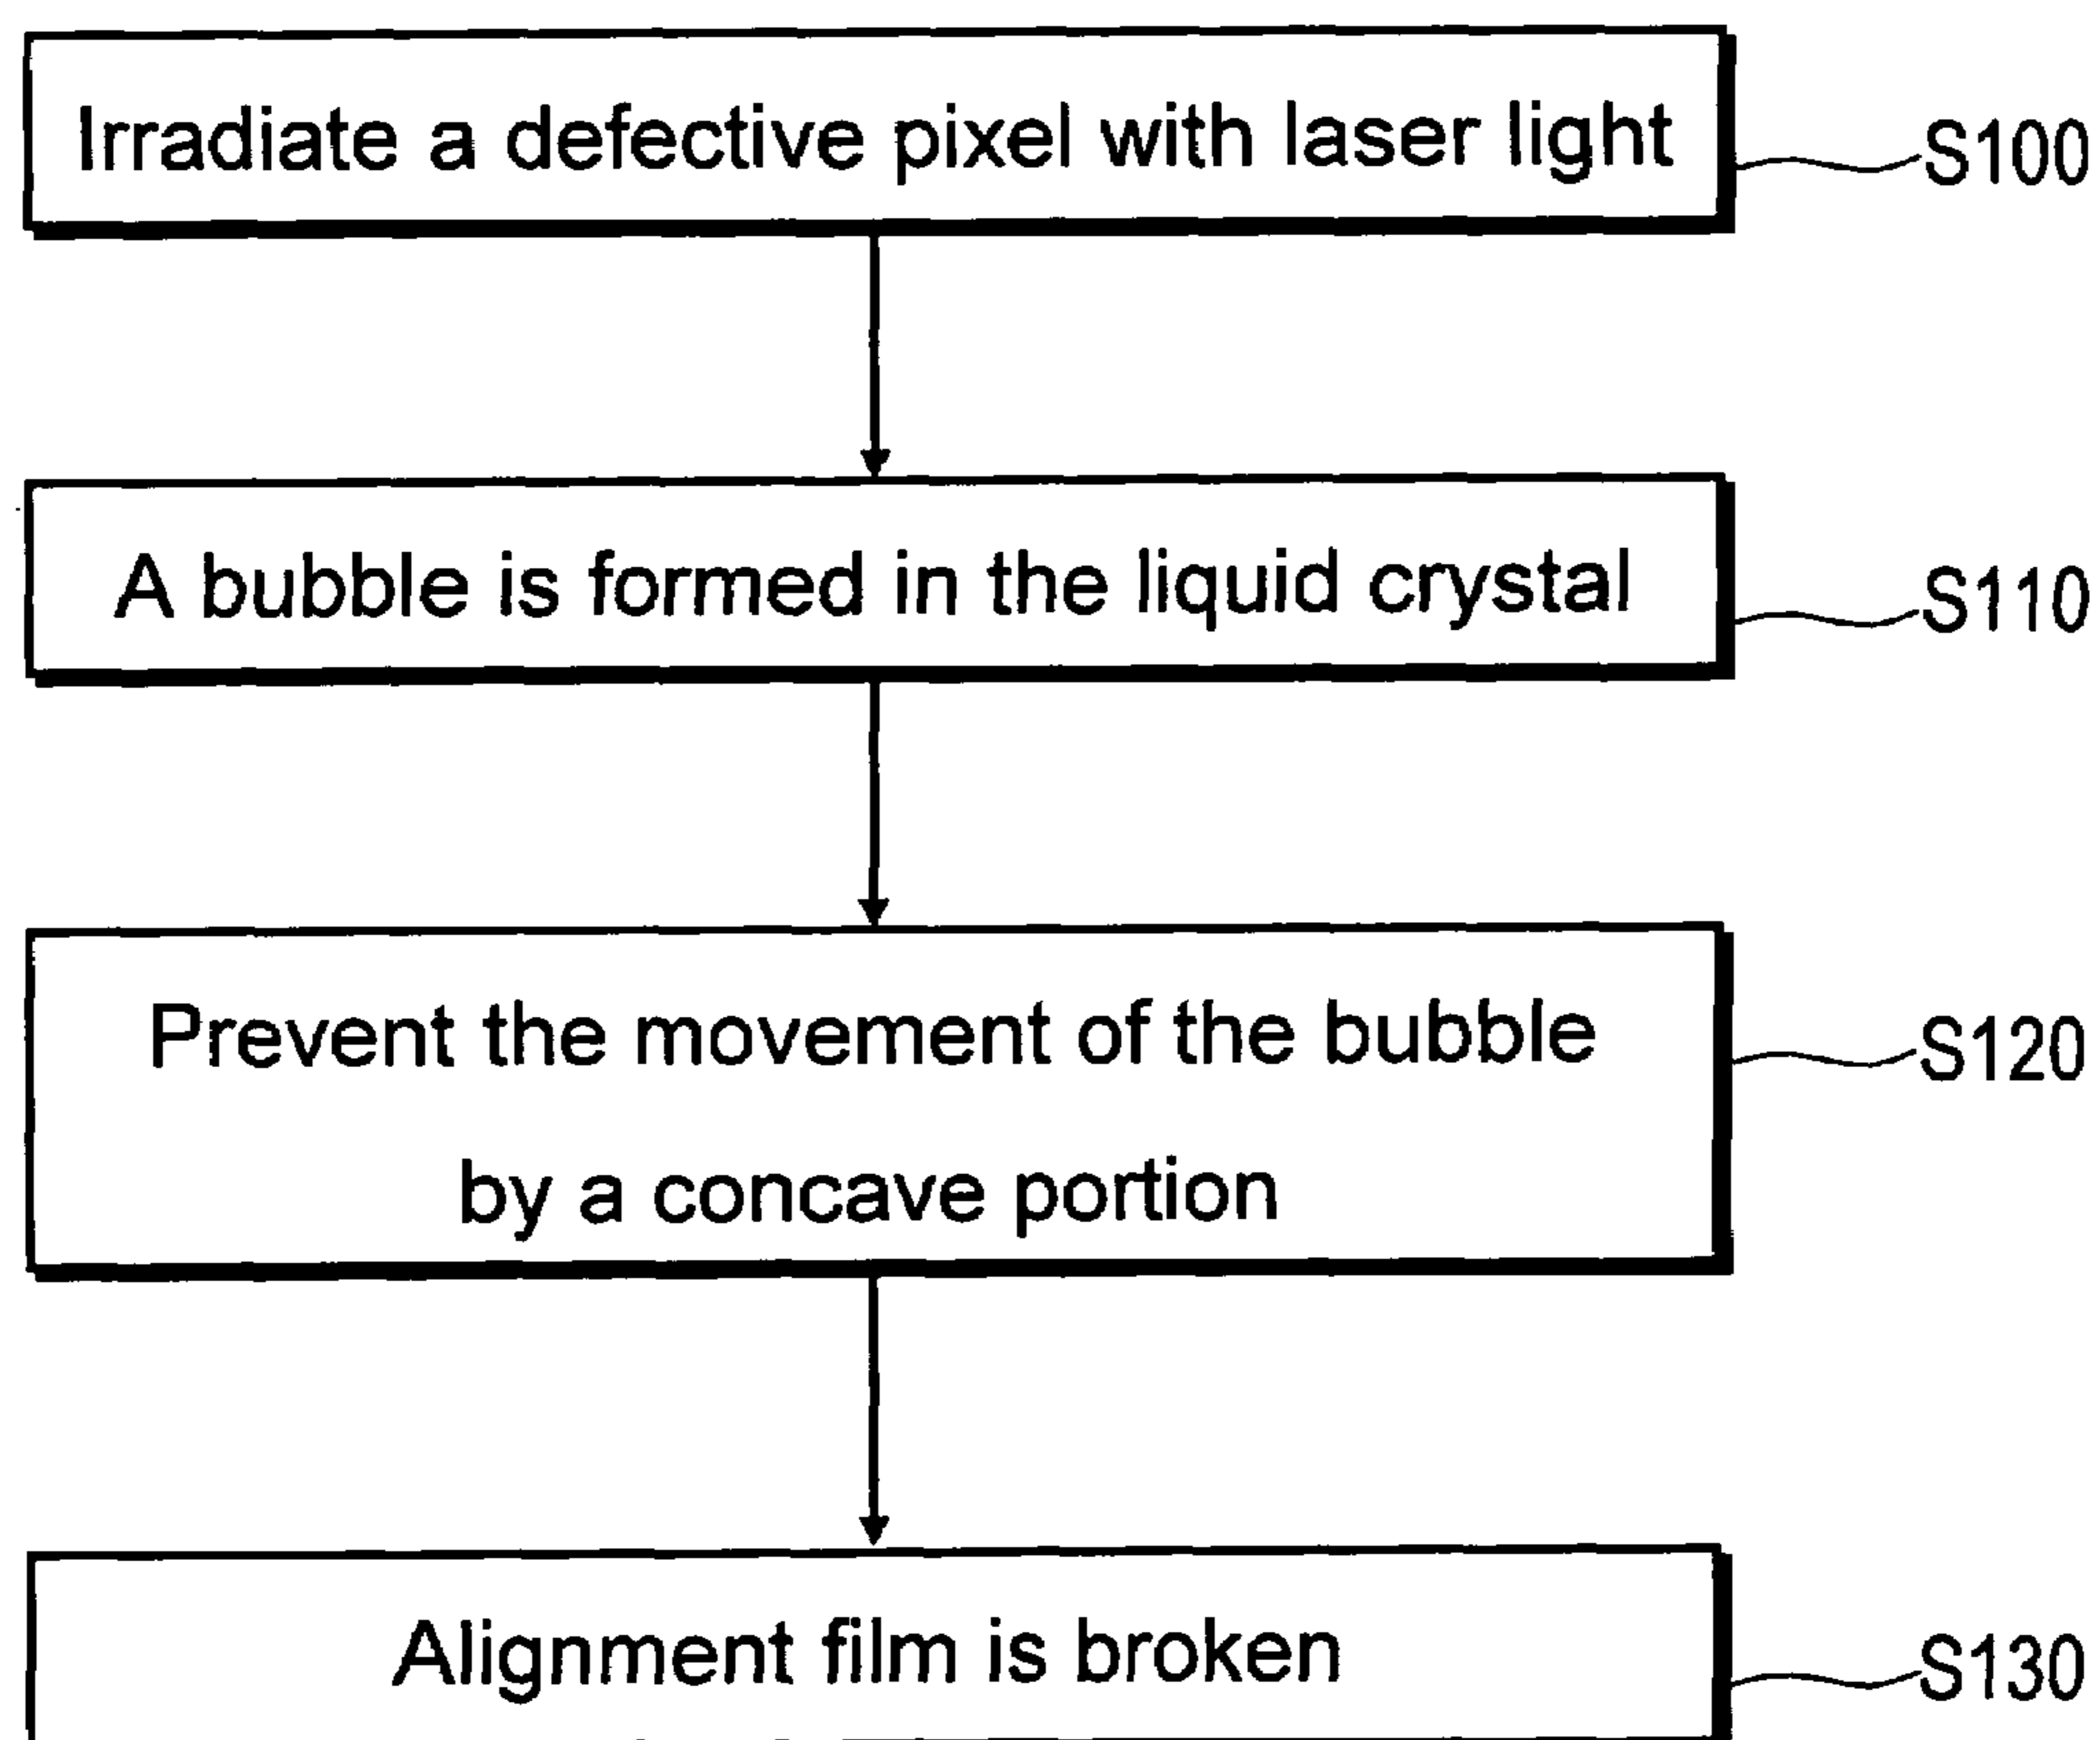 Irradiate a defective pixel with laser light
S100
A bubble is formed in the liquid crystal
S110
Prevent the movement of the bubble
by a concave portion
S120
Alignment film is broken
S130